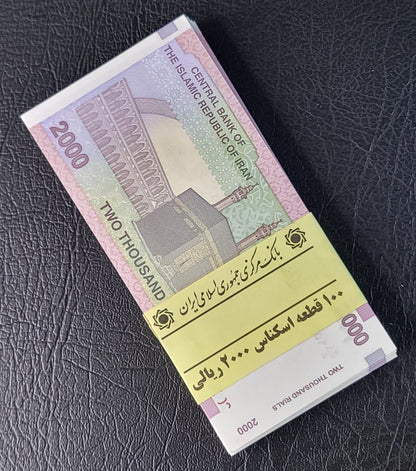 CENTRAL BANK OF
THE ISLAMIC REPUBLIC OF IRAN
2000
TWO THOUSAND
بانک مرکزی جمهوری اسلامی ایران
۱۰۰ قطعه اسکناس ۲۰۰۰ ریالی
000
TWO THOUSAND RIALS
2000